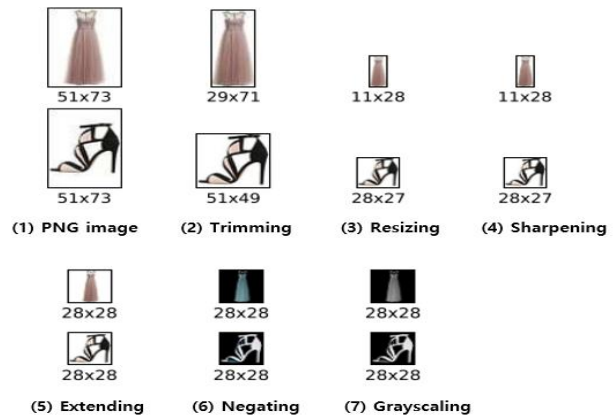 51x73 29x71 11x28 11x28
51x73 51x49 28x27 28x27
(1) PNG image (2) Trimming (3) Resizing (4) Sharpening
28x28 28x28 28x28
28x28 28x28 28x28
(5) Extending (6) Negating (7) Grayscaling